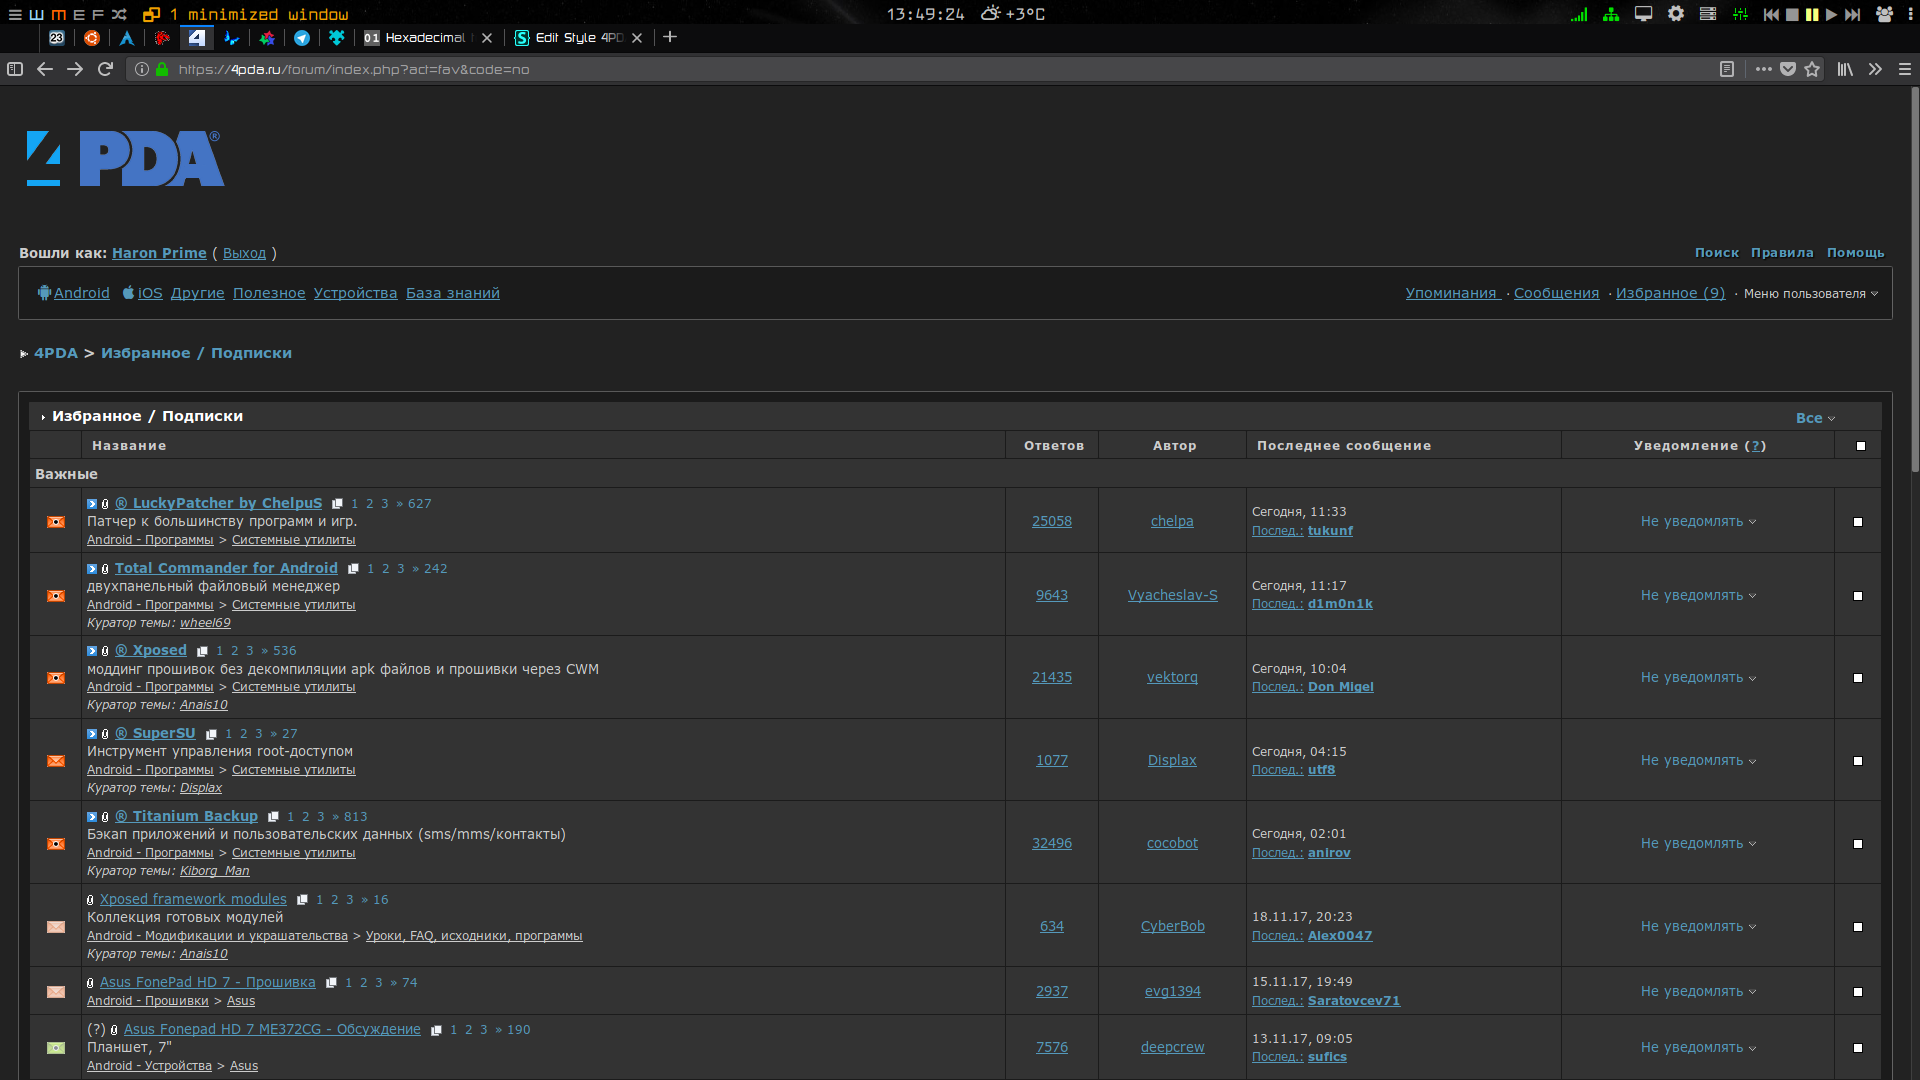 1 minimized window
13:49:24 +3°C
23
01 Hexadecimal
Edit Style 4PD
https://4pda.ru/forum/index.php?act=fav&code=no
4PDA®
Вошли как: Haron Prime ( Выход )
Поиск Правила Помощь
Android iOS Другие Полезное Устройства База знаний
Упоминания · Сообщения · Избранное (9) · Меню пользователя
4PDA > Избранное / Подписки
Избранное / Подписки
Все
Название Ответов Автор Последнее сообщение Уведомление (?)
Важные
® LuckyPatcher by ChelpuS 1 2 3 » 627
Патчер к большинству программ и игр.
Android - Программы > Системные утилиты
25058 chelpa
Сегодня, 11:33
Послед.: tukunf
Не уведомлять
Total Commander for Android 1 2 3 » 242
двухпанельный файловый менеджер
Android - Программы > Системные утилиты
Куратор темы: wheel69
9643 Vyacheslav-S
Сегодня, 11:17
Послед.: d1m0n1k
Не уведомлять
® Xposed 1 2 3 » 536
моддинг прошивок без декомпиляции apk файлов и прошивки через CWM
Android - Программы > Системные утилиты
Куратор темы: Anais10
21435 vektorq
Сегодня, 10:04
Послед.: Don Migel
Не уведомлять
® SuperSU 1 2 3 » 27
Инструмент управления root-доступом
Android - Программы > Системные утилиты
Куратор темы: Displax
1077 Displax
Сегодня, 04:15
Послед.: utf8
Не уведомлять
® Titanium Backup 1 2 3 » 813
Бэкап приложений и пользовательских данных (sms/mms/контакты)
Android - Программы > Системные утилиты
Куратор темы: Kiborg_Man
32496 cocobot
Сегодня, 02:01
Послед.: anirov
Не уведомлять
Xposed framework modules 1 2 3 » 16
Коллекция готовых модулей
Android - Модификации и украшательства > Уроки, FAQ, исходники, программы
Куратор темы: Anais10
634 CyberBob
18.11.17, 20:23
Послед.: Alex0047
Не уведомлять
Asus FonePad HD 7 - Прошивка 1 2 3 » 74
Android - Прошивки > Asus
2937 evg1394
15.11.17, 19:49
Послед.: Saratovcev71
Не уведомлять
(?) Asus Fonepad HD 7 ME372CG - Обсуждение 1 2 3 » 190
Планшет, 7"
Android - Устройства > Asus
7576 deepcrew
13.11.17, 09:05
Послед.: sufics
Не уведомлять